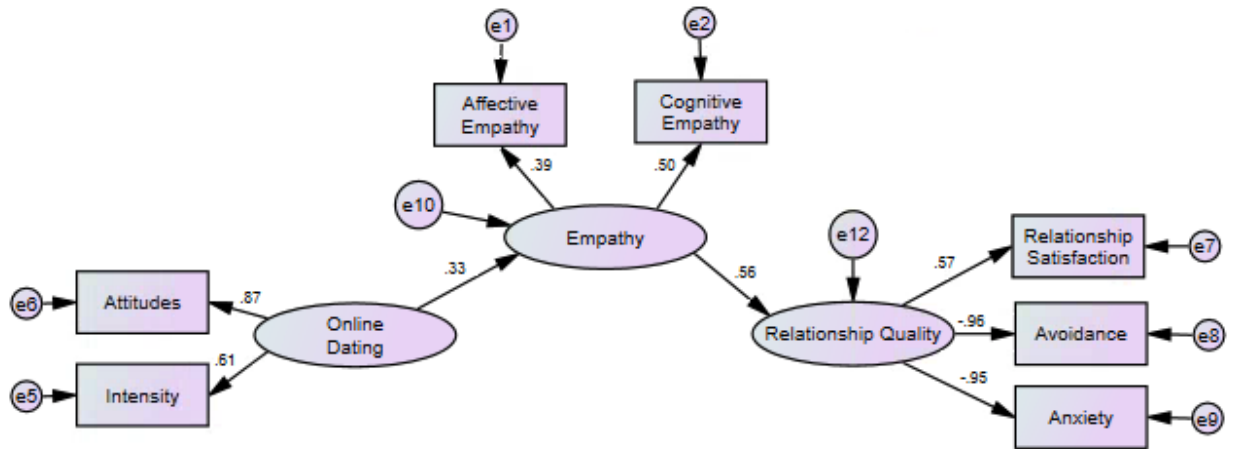 e1
e2
Affective
Empathy
Cognitive
Empathy
.39
.50
e10
Empathy
e12
Relationship
Satisfaction
e7
.33
.56
.57
e6
Attitudes
.87
Online
Dating
Relationship Quality
-.96
Avoidance
e8
.61
e5
Intensity
-.95
Anxiety
e9